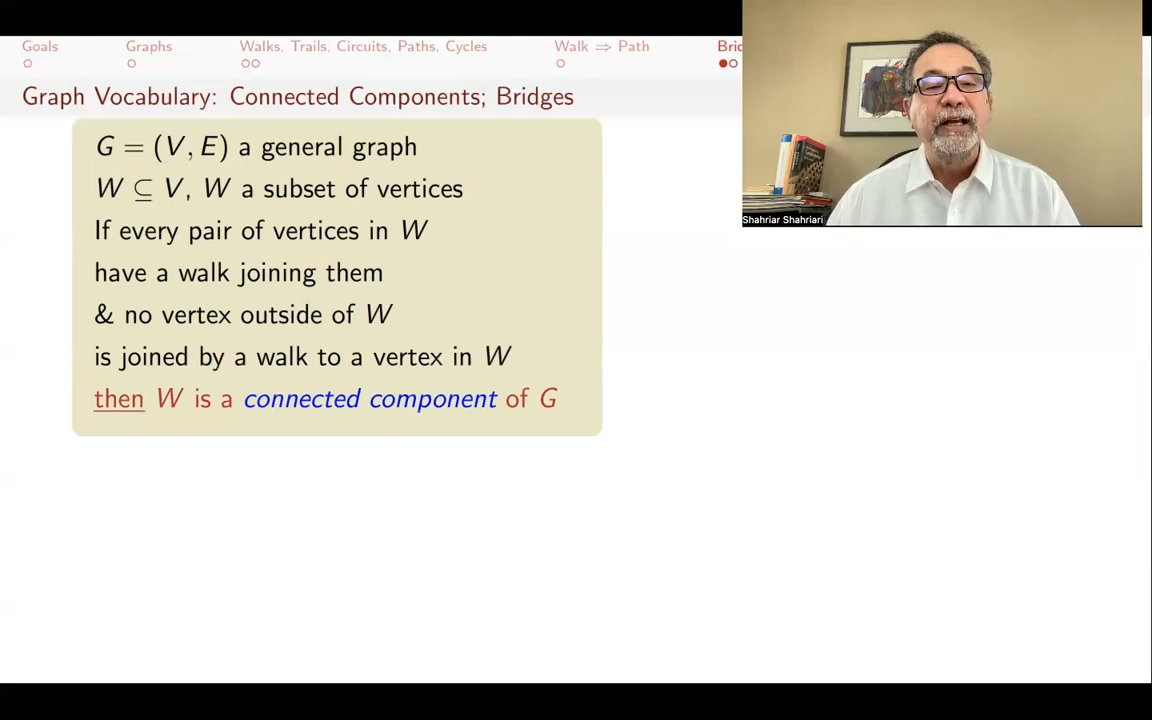 Goals
Graphs
Walks, Trails, Circuits, Paths, Cycles
Walk ⇒ Path
Brid
Graph Vocabulary: Connected Components; Bridges
G = (V, E) a general graph
W ⊆ V, W a subset of vertices
If every pair of vertices in W
have a walk joining them
& no vertex outside of W
is joined by a walk to a vertex in W
then W is a connected component of G
Shahriar Shahriari